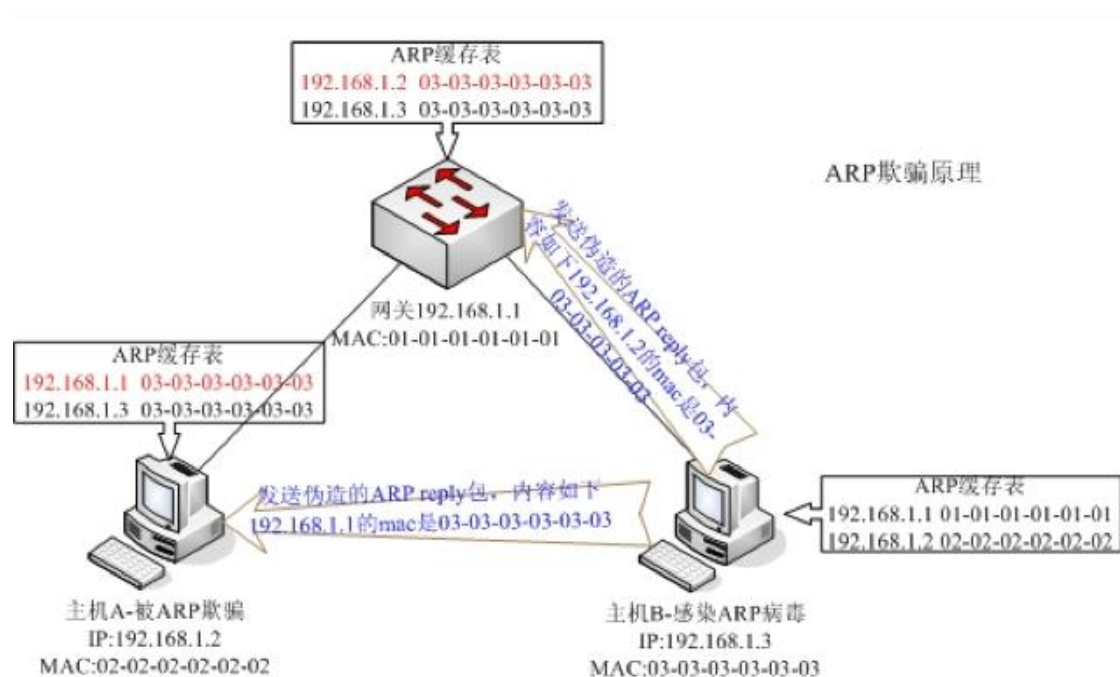 ARP缓存表
192.168.1.2 03-03-03-03-03-03
192.168.1.3 03-03-03-03-03-03
ARP欺骗原理
发送伪造的ARP reply包，内
容如下192.168.1.2的mac是03-
03-03-03-03-03
网关192.168.1.1
MAC:01-01-01-01-01-01
ARP缓存表
192.168.1.1 03-03-03-03-03-03
192.168.1.3 03-03-03-03-03-03
发送伪造的ARP reply包，内容如下
192.168.1.1的mac是03-03-03-03-03-03
ARP缓存表
192.168.1.1 01-01-01-01-01-01
192.168.1.2 02-02-02-02-02-02
主机A-被ARP欺骗
IP:192.168.1.2
MAC:02-02-02-02-02-02
主机B-感染ARP病毒
IP:192.168.1.3
MAC:03-03-03-03-03-03